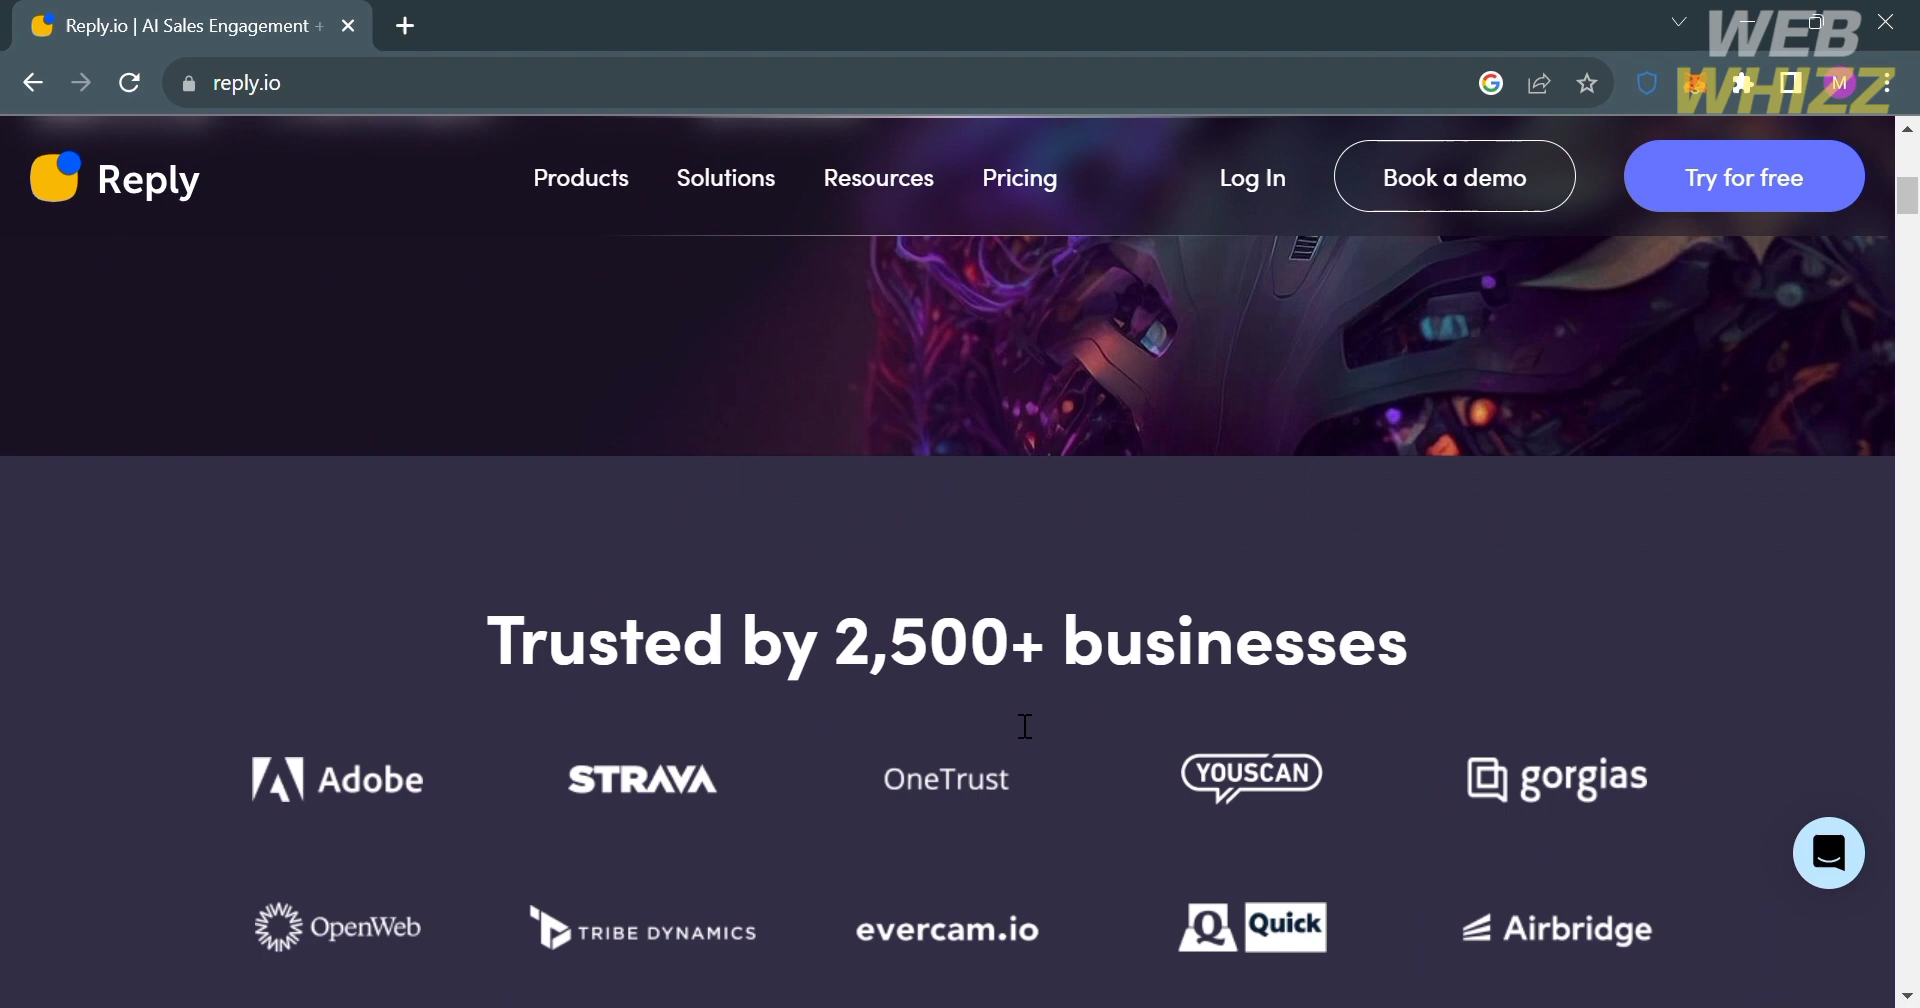 Reply.io | AI Sales Engagement +
WEB
WHIZZ
reply.io
M
Reply
Products
Solutions
Resources
Pricing
Log In
Book a demo
Try for free
Trusted by 2,500+ businesses
Adobe
STRAVA
OneTrust
YOUSCAN
gorgias
OpenWeb
TRIBE DYNAMICS
evercam.io
Q Quick
Airbridge